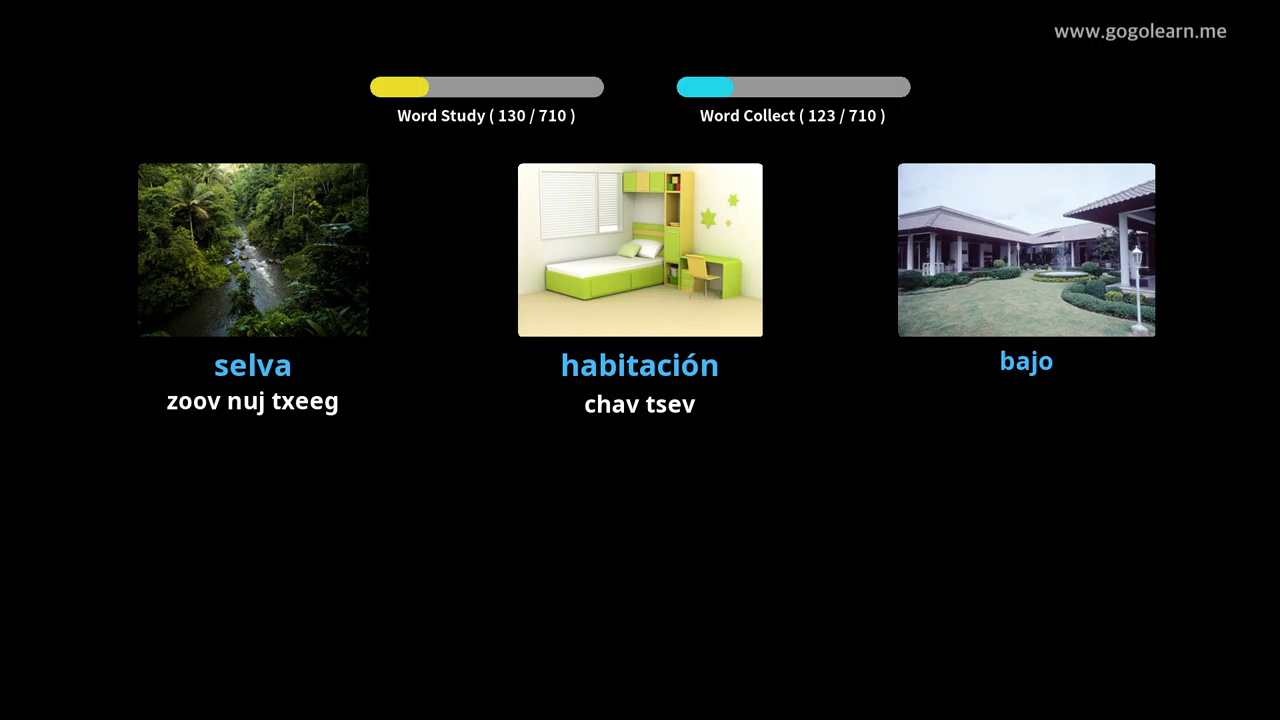 www.gogolearn.me
Word Study ( 130 / 710 )
Word Collect ( 123 / 710 )
selva
zoov nuj txeeg
habitación
chav tsev
bajo